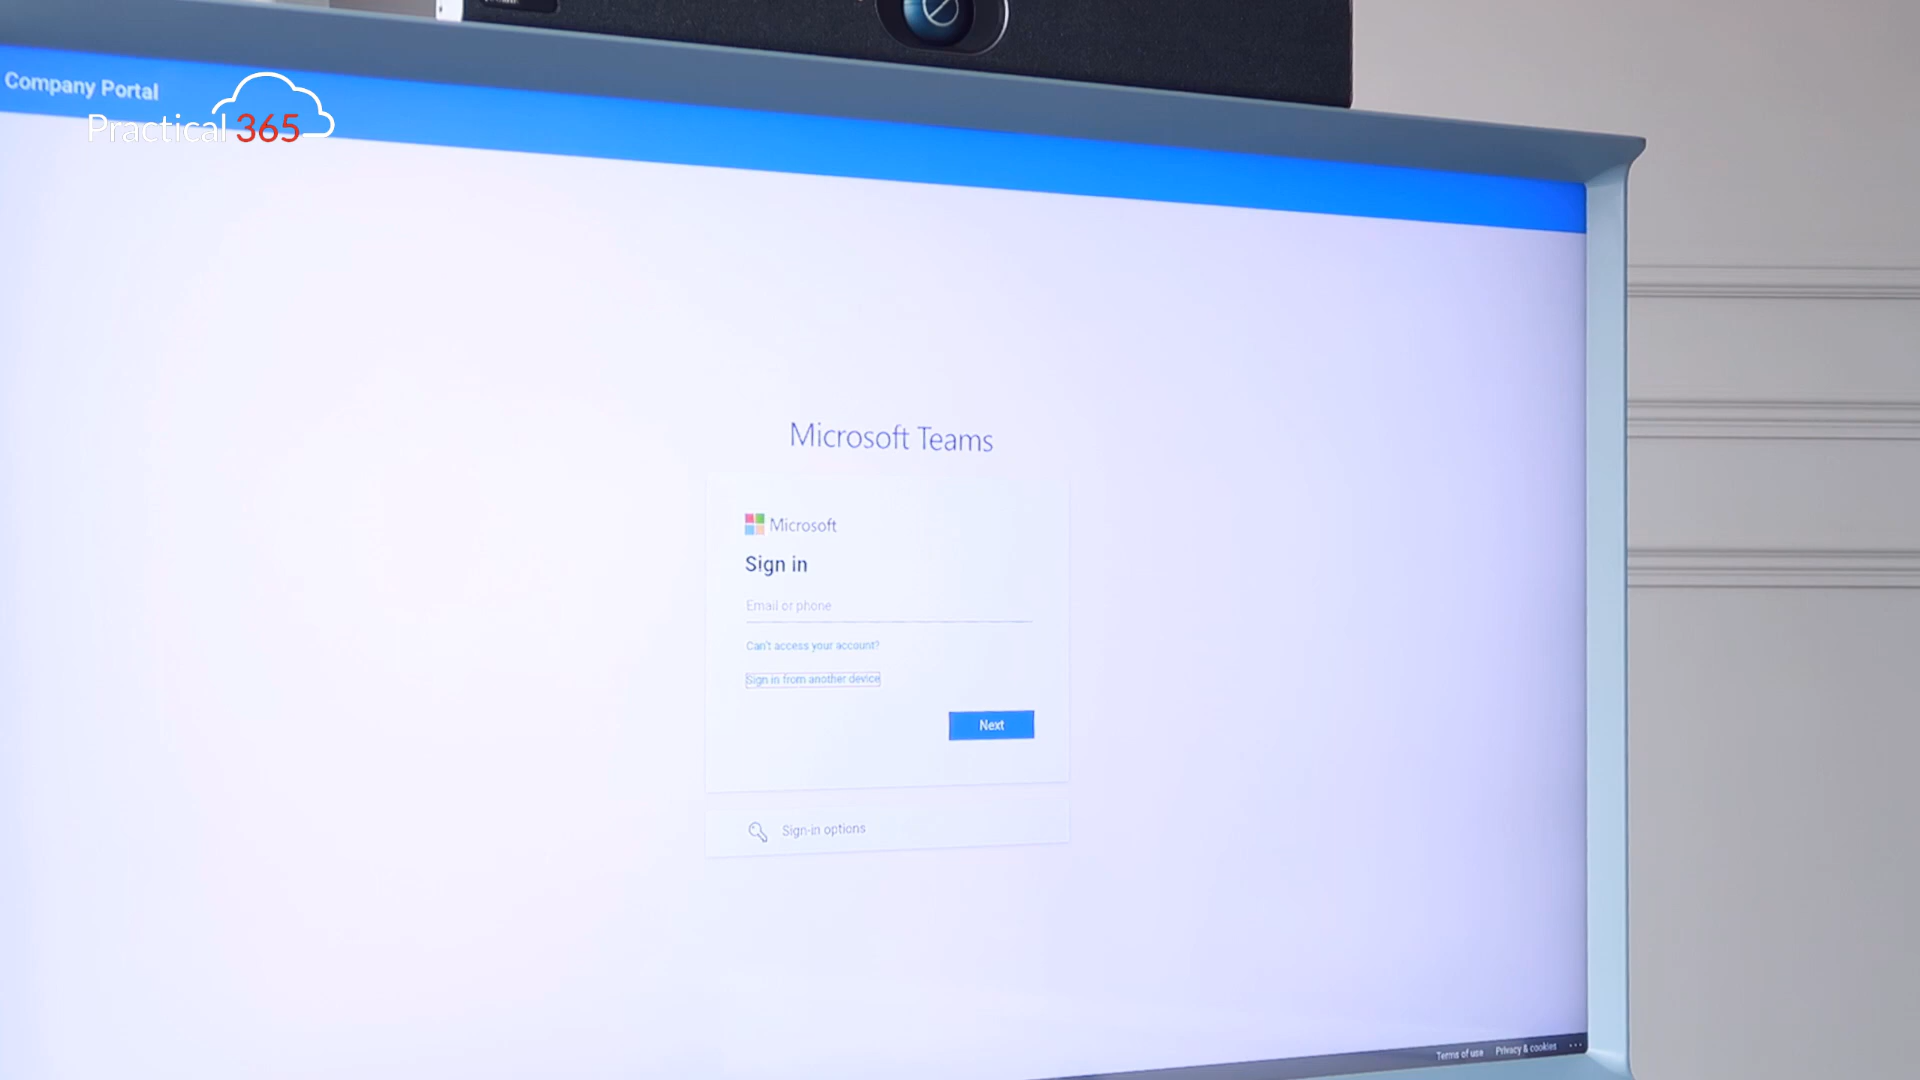 Company Portal
Practical 365
Microsoft Teams
Microsoft
Sign in
Email or phone
Can't access your account?
Sign in from another device
Next
Sign-in options
Terms of use Privacy & cookies ...